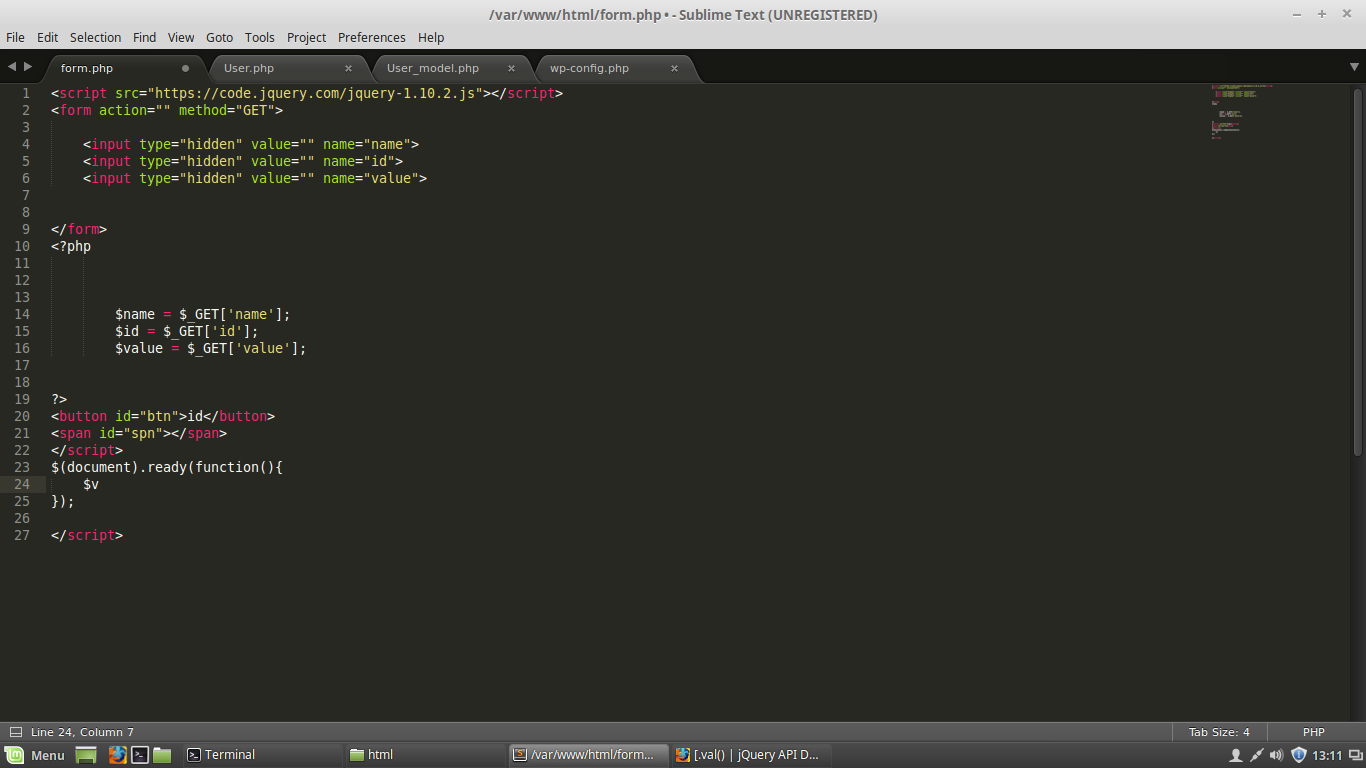 /var/www/html/form.php • - Sublime Text (UNREGISTERED)
File Edit Selection Find View Goto Tools Project Preferences Help
form.php User.php User_model.php wp-config.php
1 <script src="https://code.jquery.com/jquery-1.10.2.js"></script>
2 <form action="" method="GET">
3
4 <input type="hidden" value="" name="name">
5 <input type="hidden" value="" name="id">
6 <input type="hidden" value="" name="value">
7
8
9 </form>
10 <?php
11
12
13
14 $name = $_GET['name'];
15 $id = $_GET['id'];
16 $value = $_GET['value'];
17
18
19 ?>
20 <button id="btn">id</button>
21 <span id="spn"></span>
22 </script>
23 $(document).ready(function(){
24 $v
25 });
26
27 </script>
Line 24, Column 7 Tab Size: 4 PHP
Menu Terminal html /var/www/html/form... [.val() | jQuery API D... 13:11